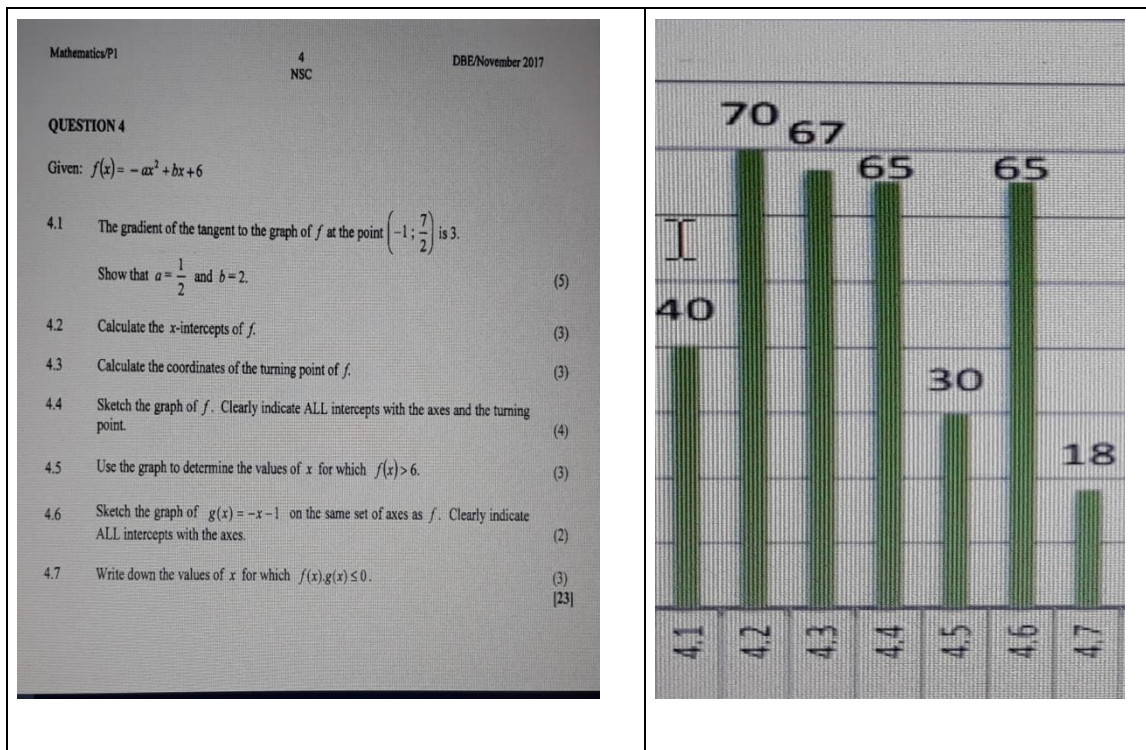 Mathematics/P1 4 DBE/November 2017
NSC
QUESTION 4
Given: f(x) = – ax² + bx + 6
4.1 The gradient of the tangent to the graph of f at the point (–1 ; 7/2) is 3.
Show that a = 1/2 and b = 2. (5)
4.2 Calculate the x-intercepts of f. (3)
4.3 Calculate the coordinates of the turning point of f. (3)
4.4 Sketch the graph of f. Clearly indicate ALL intercepts with the axes and the turning
point. (4)
4.5 Use the graph to determine the values of x for which f(x) > 6. (3)
4.6 Sketch the graph of g(x) = –x – 1 on the same set of axes as f. Clearly indicate
ALL intercepts with the axes. (2)
4.7 Write down the values of x for which f(x).g(x) ≤ 0. (3)
[23]
40
70
67
65
30
65
18
4.1
4.2
4.3
4.4
4.5
4.6
4.7